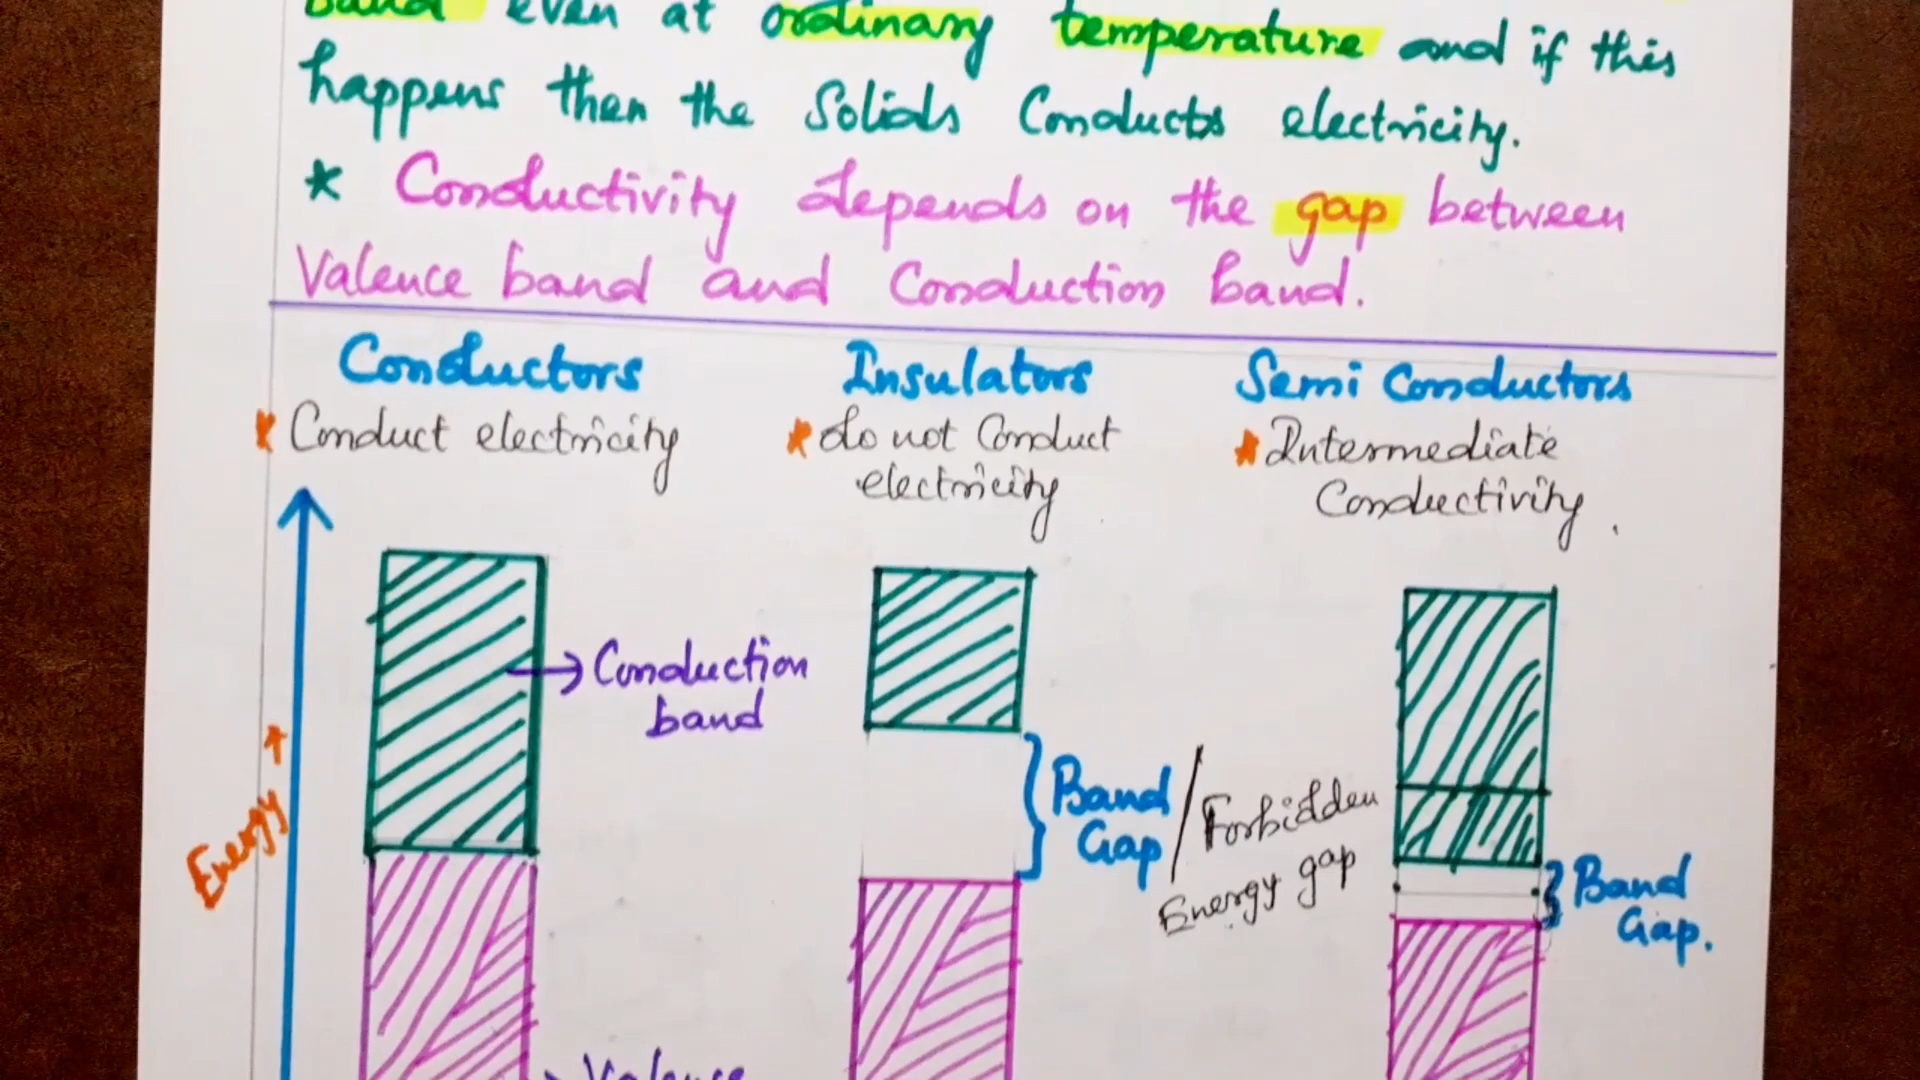 band even at ordinary temperature and if this
happens then the Solids Conducts electricity.
* Conductivity depends on the gap between
Valence band and Conduction band.
Conductors
* Conduct electricity
Insulators
* do not Conduct
electricity
Semi Conductors
* Intermediate
Conductivity.
Energy →
→ Conduction
band
} Band
Gap / Forbidden
Energy gap
} Band
Gap.
→ Valence